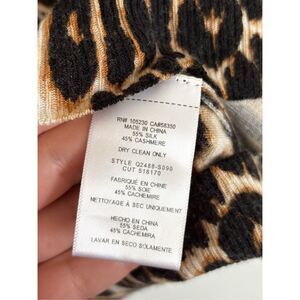 RN# 105230 CA#58350
MADE IN CHINA
55% SILK
45% CASHMERE
DRY CLEAN ONLY
STYLE Q2488-S090
CUT S18170
FABRIQUÉ EN CHINE
55% SOIE
45% CACHEMIRE
NETTOYAGE À SEC UNIQUEMENT
HECHO EN CHINA
55% SEDA
45% CACHEMIRA
LAVAR EN SECO SOLAMENTE